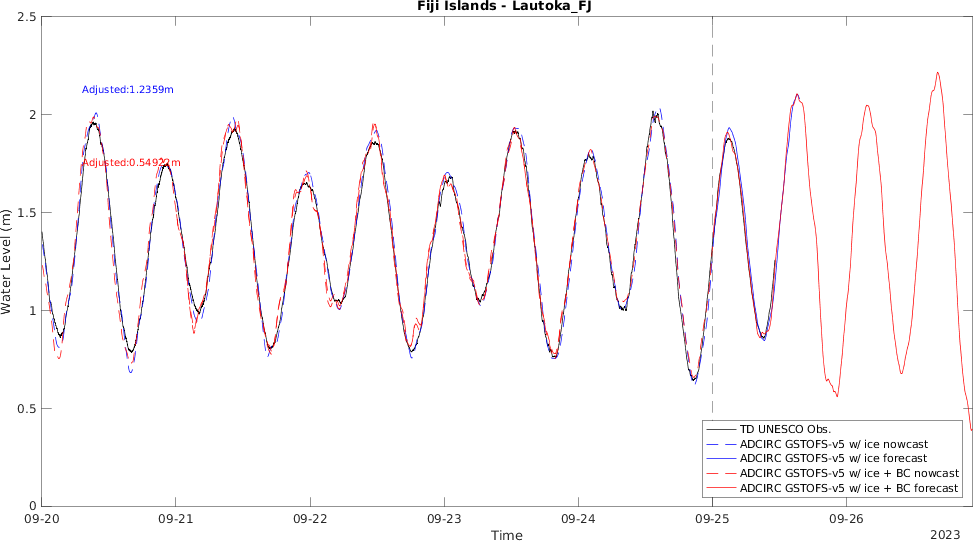 Fiji Islands - Lautoka_FJ
2.5
2
1.5
1
0.5
0
Water Level (m)
Adjusted:1.2359m
TD UNESCO Obs.
ADCIRC GSTOFS-v5 w/ ice nowcast
ADCIRC GSTOFS-v5 w/ ice forecast
ADCIRC GSTOFS-v5 w/ ice + BC nowcast
ADCIRC GSTOFS-v5 w/ ice + BC forecast
09-20 09-21 09-22 09-23 09-24 09-25 09-26
Time
2023